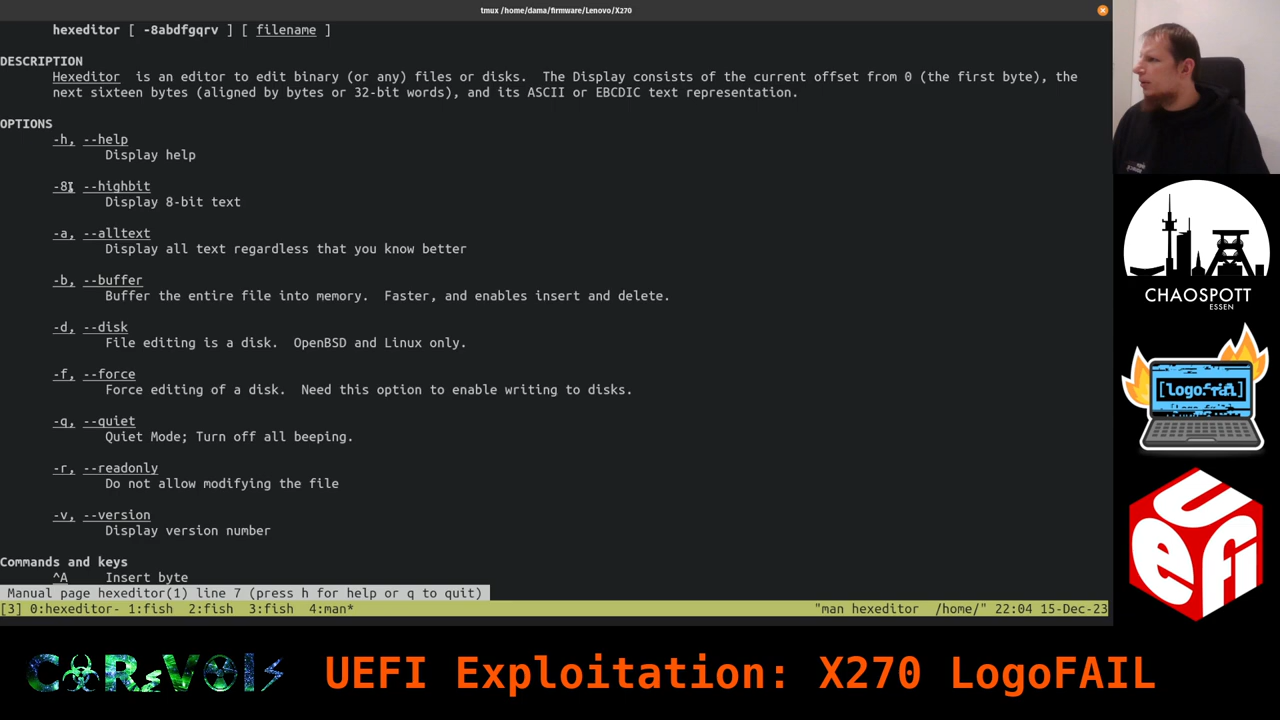 tmux /home/dama/firmware/Lenovo/X270
hexeditor [ -8abdfgqrv ] [ filename ]
DESCRIPTION
Hexeditor is an editor to edit binary (or any) files or disks. The Display consists of the current offset from 0 (the first byte), the
next sixteen bytes (aligned by bytes or 32-bit words), and its ASCII or EBCDIC text representation.
OPTIONS
-h, --help
Display help
-8, --highbit
Display 8-bit text
-a, --alltext
Display all text regardless that you know better
-b, --buffer
Buffer the entire file into memory. Faster, and enables insert and delete.
-d, --disk
File editing is a disk. OpenBSD and Linux only.
-f, --force
Force editing of a disk. Need this option to enable writing to disks.
-q, --quiet
Quiet Mode; Turn off all beeping.
-r, --readonly
Do not allow modifying the file
-v, --version
Display version number
Commands and keys
^A Insert byte
Manual page hexeditor(1) line 7 (press h for help or q to quit)
[3] 0:hexeditor- 1:fish 2:fish 3:fish 4:man* "man hexeditor /home/" 22:04 15-Dec-23
CHAOSPOTT
ESSEN
[logofail]
UEFI
UEFI Exploitation: X270 LogoFAIL